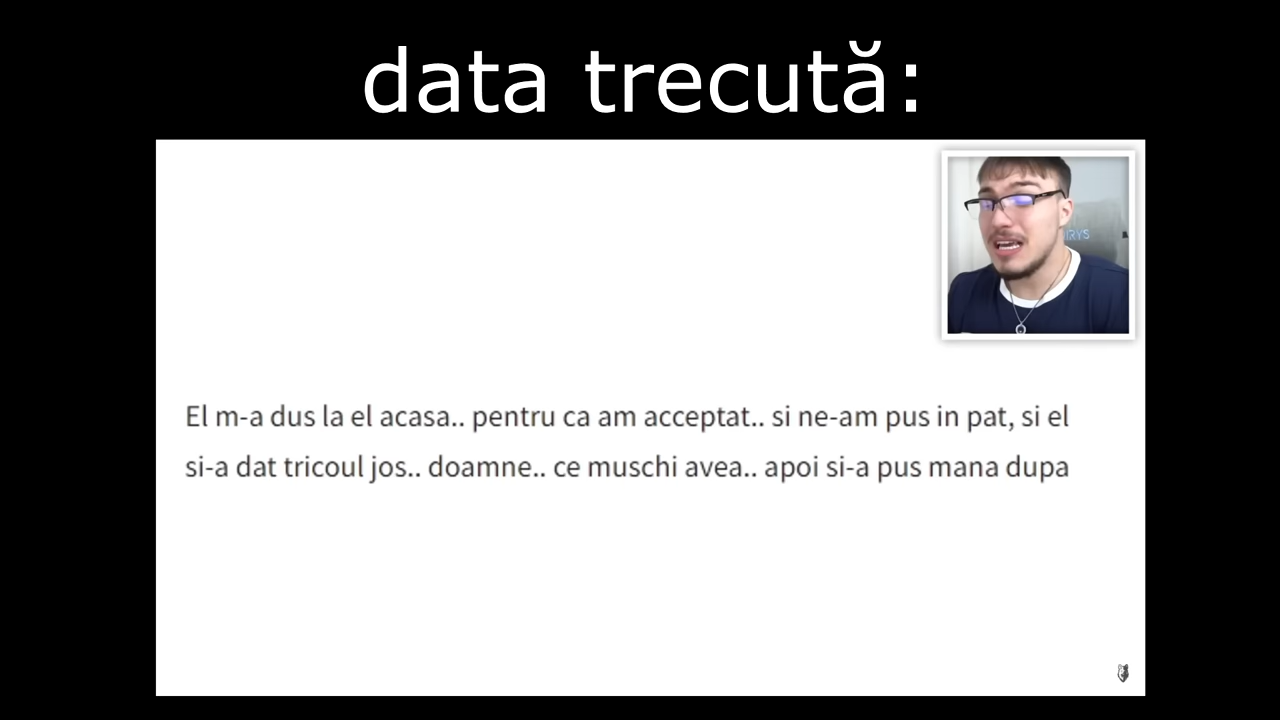 data trecută:
RYS
El m-a dus la el acasa.. pentru ca am acceptat.. si ne-am pus in pat, si el
si-a dat tricoul jos.. doamne.. ce muschi avea.. apoi si-a pus mana dupa